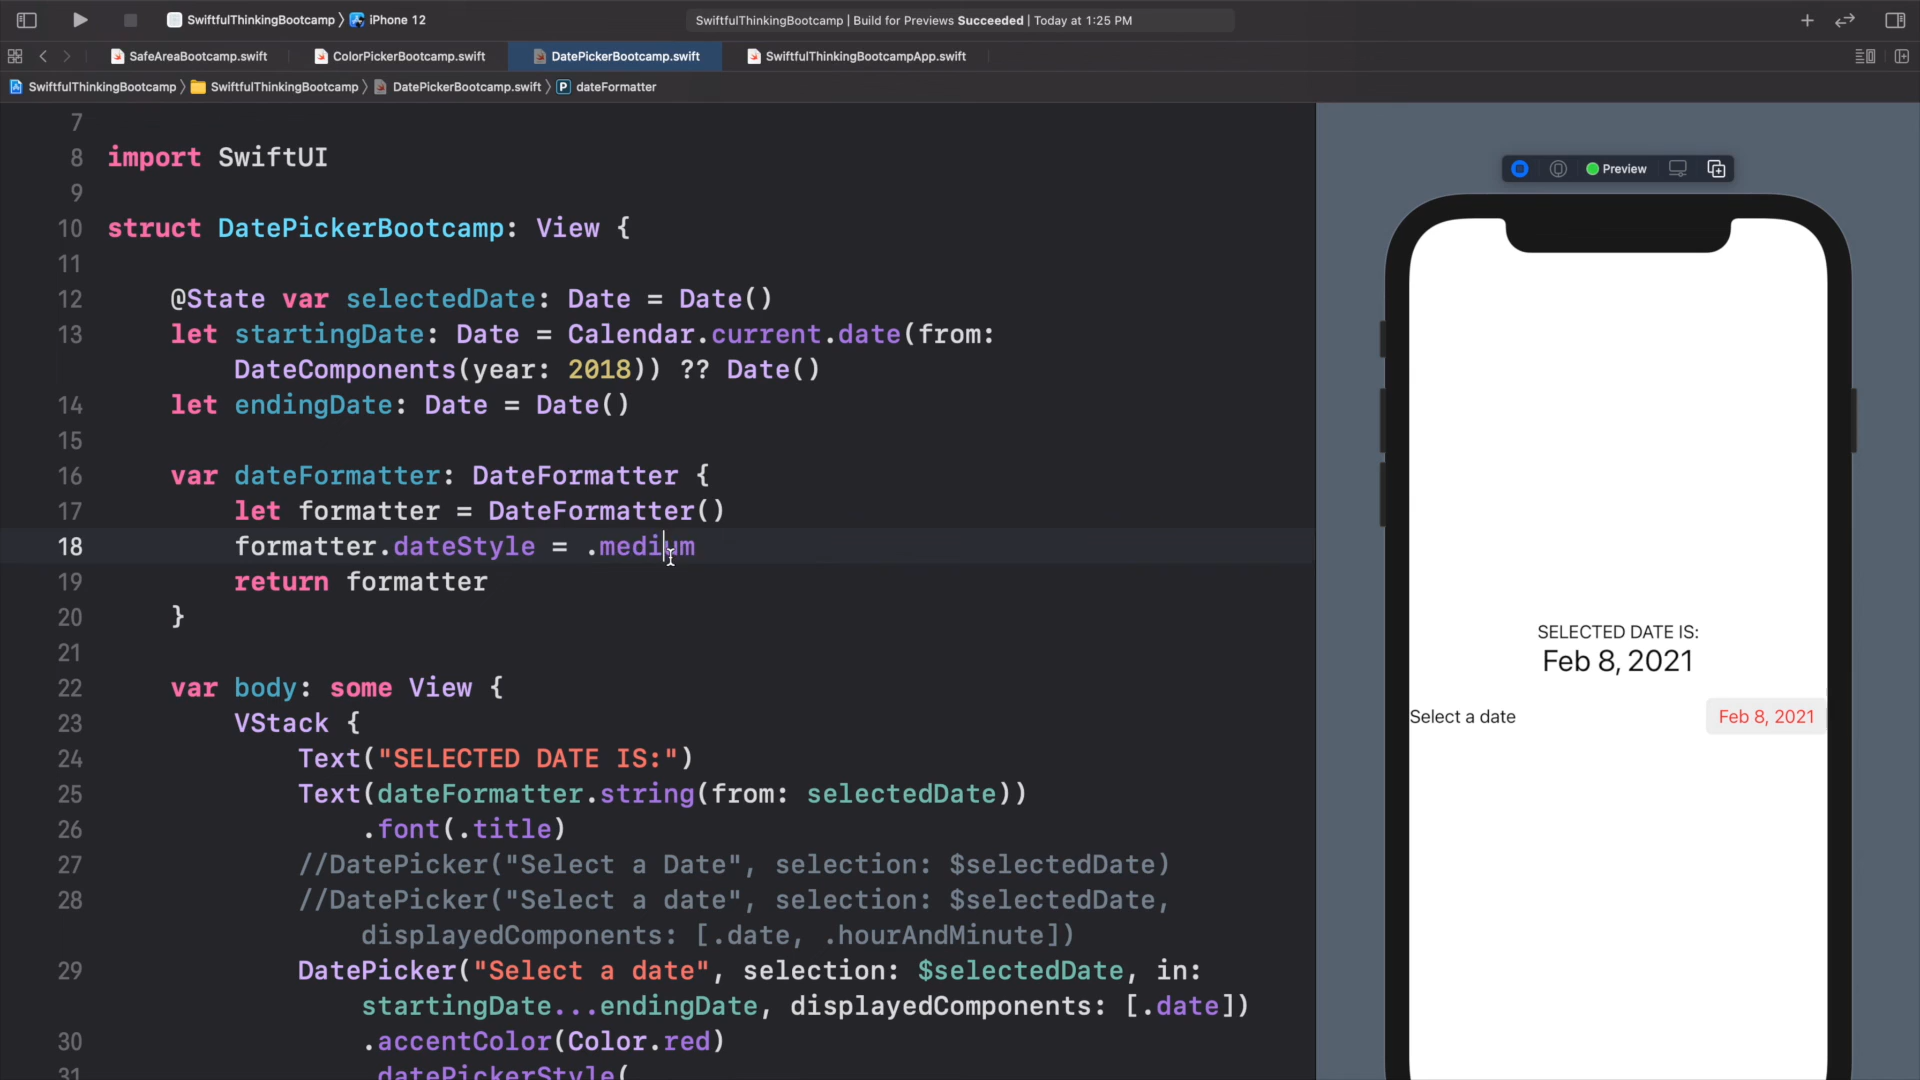 SwiftfulThinkingBootcamp 〉 iPhone 12
SwiftfulThinkingBootcamp | Build for Previews Succeeded | Today at 1:25 PM
SafeAreaBootcamp.swift
ColorPickerBootcamp.swift
DatePickerBootcamp.swift
SwiftfulThinkingBootcampApp.swift
SwiftfulThinkingBootcamp 〉 SwiftfulThinkingBootcamp 〉 DatePickerBootcamp.swift 〉 P dateFormatter
7
8 import SwiftUI
9
10 struct DatePickerBootcamp: View {
11
12 @State var selectedDate: Date = Date()
13 let startingDate: Date = Calendar.current.date(from:
DateComponents(year: 2018)) ?? Date()
14 let endingDate: Date = Date()
15
16 var dateFormatter: DateFormatter {
17 let formatter = DateFormatter()
18 formatter.dateStyle = .medium
19 return formatter
20 }
21
22 var body: some View {
23 VStack {
24 Text("SELECTED DATE IS:")
25 Text(dateFormatter.string(from: selectedDate))
26 .font(.title)
27 //DatePicker("Select a Date", selection: $selectedDate)
28 //DatePicker("Select a date", selection: $selectedDate,
displayedComponents: [.date, .hourAndMinute])
29 DatePicker("Select a date", selection: $selectedDate, in:
startingDate...endingDate, displayedComponents: [.date])
30 .accentColor(Color.red)
31 .datePickerStyle(
Preview
SELECTED DATE IS:
Feb 8, 2021
Select a date
Feb 8, 2021